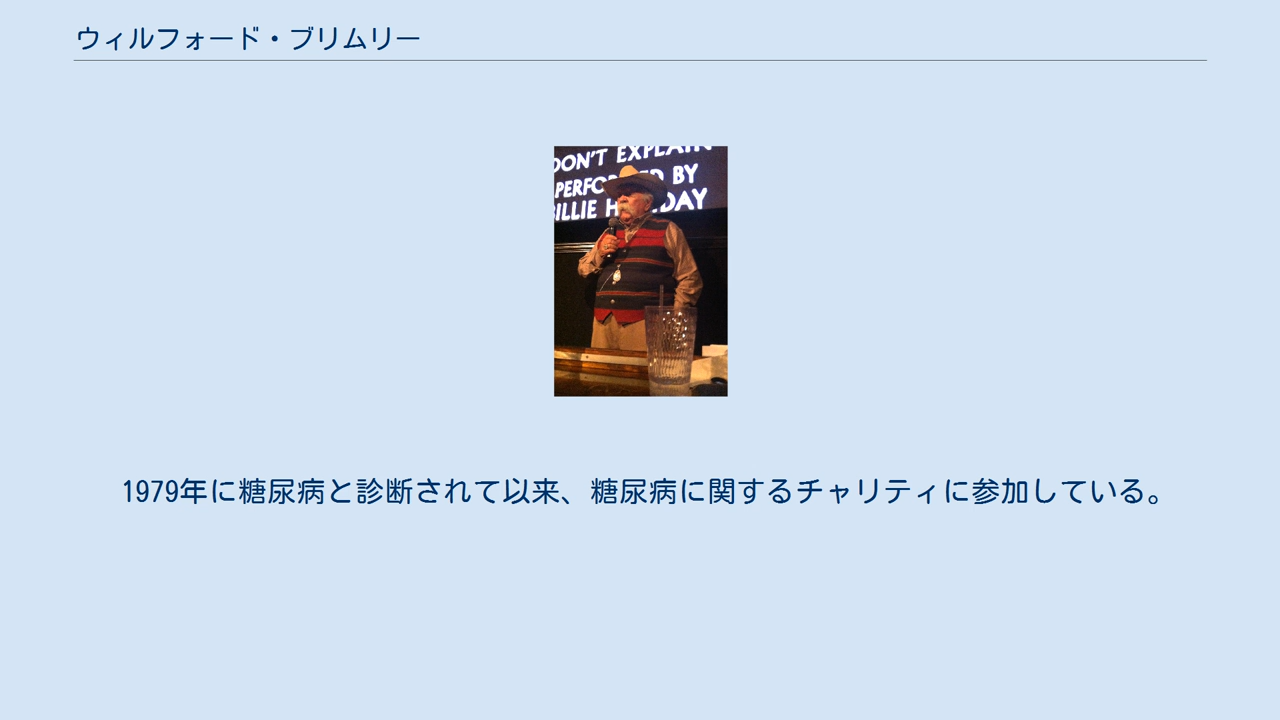 ウィルフォード・ブリムリー
DON'T EXPLAIN
PERFORMED BY
BILLIE HOLIDAY
1979年に糖尿病と診断されて以来、糖尿病に関するチャリティに参加している。